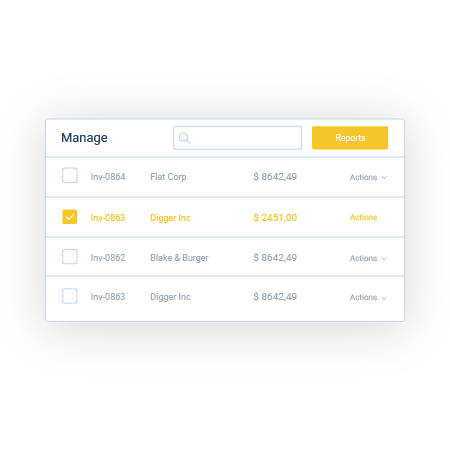 Manage Reports
Inv-0864 Flat Corp $ 8642,49 Actions
Inv-0863 Digger Inc $ 2451,00 Actions
Inv-0862 Blake & Burger $ 8642,49 Actions
Inv-0863 Digger Inc $ 8642,49 Actions